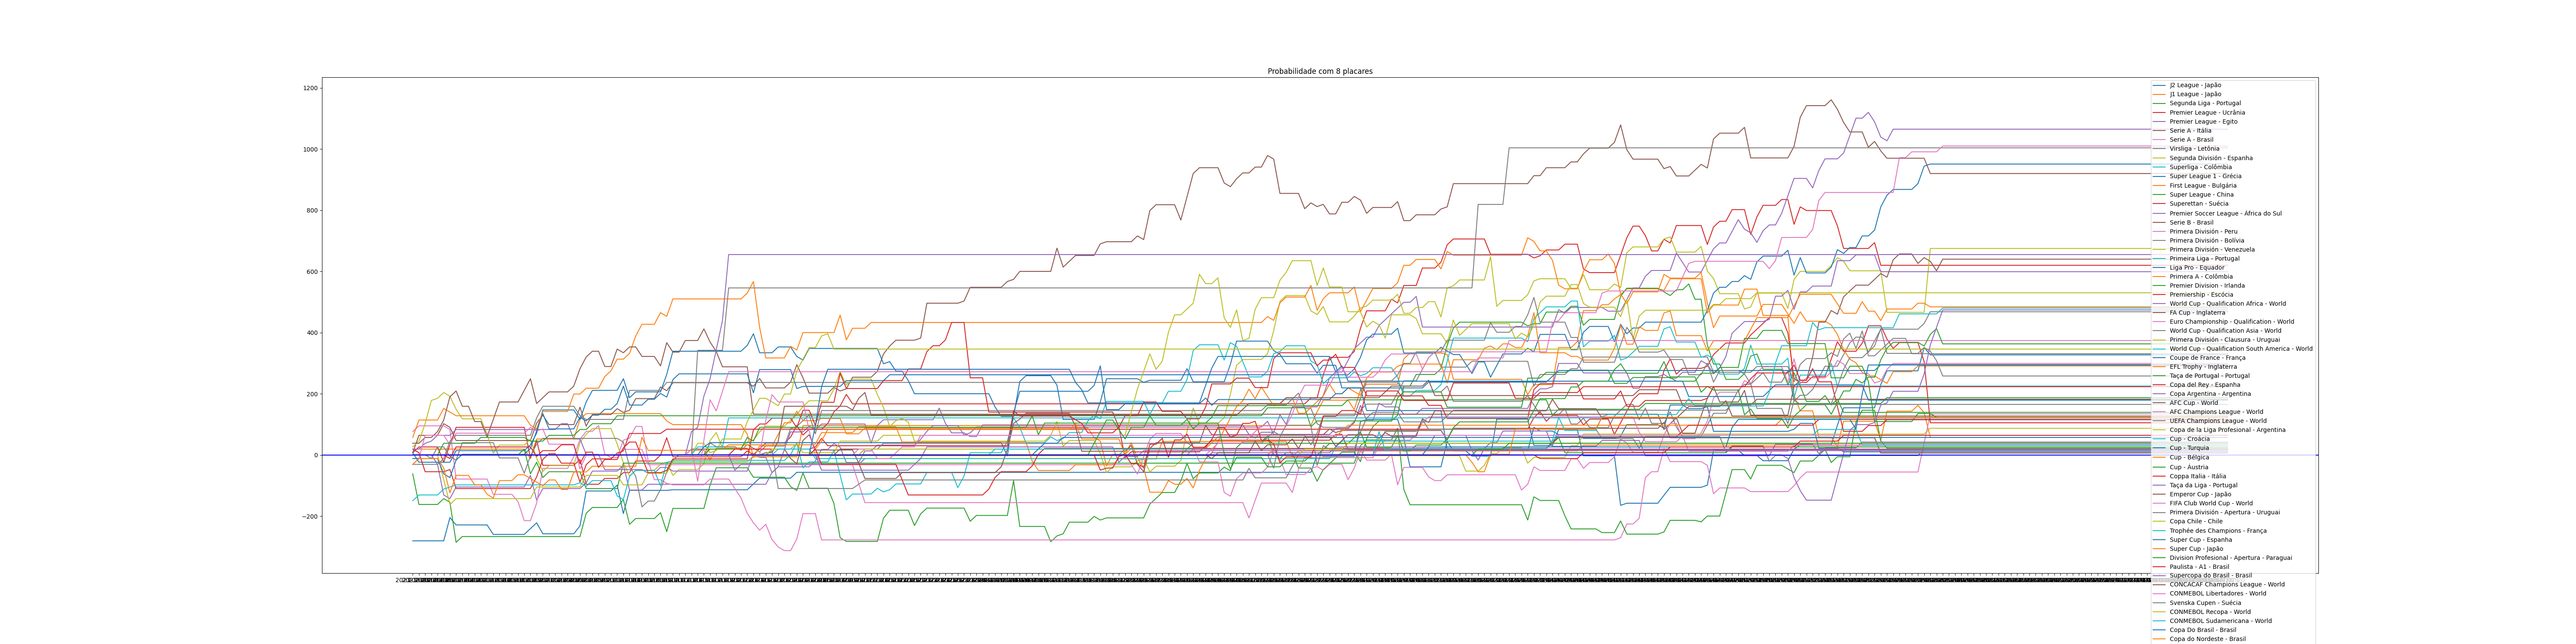 Probabilidade com 8 placares
1200
1000
800
600
400
200
0
−200
J2 League - Japão
J1 League - Japão
Segunda Liga - Portugal
Premier League - Ucrânia
Premier League - Egito
Serie A - Itália
Serie A - Brasil
Virsliga - Letônia
Segunda División - Espanha
Superliga - Colômbia
Super League 1 - Grécia
First League - Bulgária
Super League - China
Superettan - Suécia
Premier Soccer League - África do Sul
Serie B - Brasil
Primera División - Peru
Primera División - Bolívia
Primera División - Venezuela
Primeira Liga - Portugal
Liga Pro - Equador
Primera A - Colômbia
Premier Division - Irlanda
Premiership - Escócia
World Cup - Qualification Africa - World
FA Cup - Inglaterra
Euro Championship - Qualification - World
World Cup - Qualification Asia - World
Primera División - Clausura - Uruguai
World Cup - Qualification South America - World
Coupe de France - França
EFL Trophy - Inglaterra
Taça de Portugal - Portugal
Copa del Rey - Espanha
Copa Argentina - Argentina
AFC Cup - World
AFC Champions League - World
UEFA Champions League - World
Copa de la Liga Profesional - Argentina
Cup - Croácia
Cup - Turquia
Cup - Bélgica
Cup - Áustria
Coppa Italia - Itália
Taça da Liga - Portugal
Emperor Cup - Japão
FIFA Club World Cup - World
Primera División - Apertura - Uruguai
Copa Chile - Chile
Trophée des Champions - França
Super Cup - Espanha
Super Cup - Japão
Division Profesional - Apertura - Paraguai
Paulista - A1 - Brasil
Supercopa do Brasil - Brasil
CONCACAF Champions League - World
CONMEBOL Libertadores - World
Svenska Cupen - Suécia
CONMEBOL Recopa - World
CONMEBOL Sudamericana - World
Copa Do Brasil - Brasil
Copa do Nordeste - Brasil